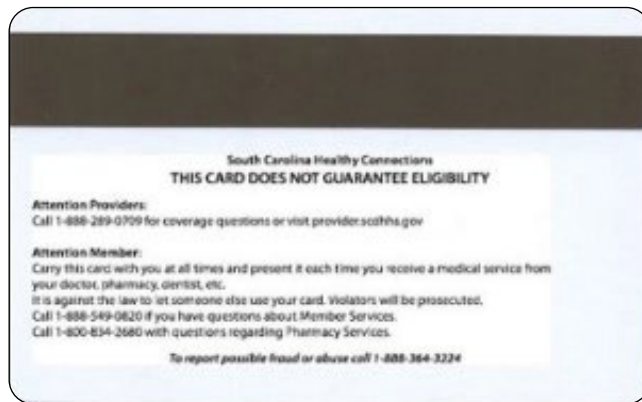 South Carolina Healthy Connections
THIS CARD DOES NOT GUARANTEE ELIGIBILITY
Attention Providers:
Call 1-888-289-0709 for coverage questions or visit provider.scdhhs.gov
Attention Member:
Carry this card with you at all times and present it each time you receive a medical service from
your doctor, pharmacy, dentist, etc.
It is against the law to let someone else use your card. Violators will be prosecuted.
Call 1-888-549-0820 if you have questions about Member Services.
Call 1-800-834-2680 with questions regarding Pharmacy Services.
To report possible fraud or abuse call 1-888-364-3224